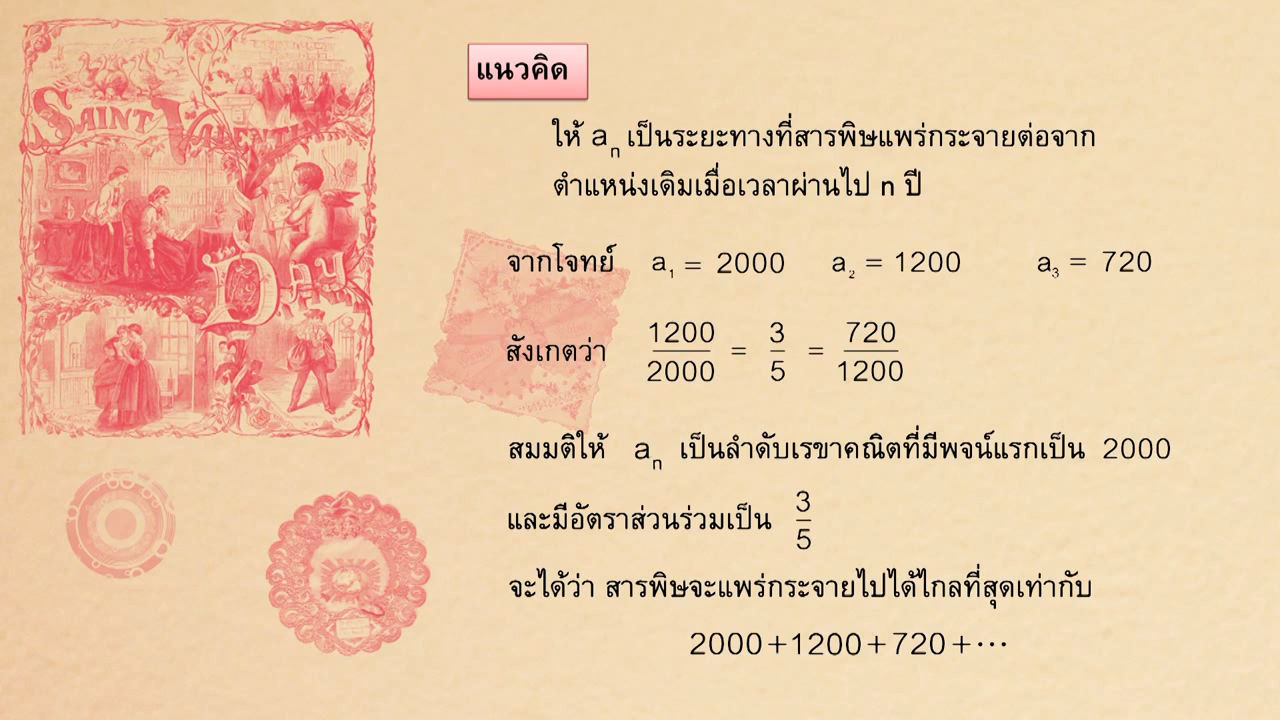 SAINT VALENTINE
DAY
แนวคิด
ให้ aₙ เป็นระยะทางที่สารพิษแพร่กระจายต่อจาก
ตำแหน่งเดิมเมื่อเวลาผ่านไป n ปี
จากโจทย์ a₁ = 2000 a₂ = 1200 a₃ = 720
สังเกตว่า 1200/2000 = 3/5 = 720/1200
สมมติให้ aₙ เป็นลำดับเรขาคณิตที่มีพจน์แรกเป็น 2000
และมีอัตราส่วนร่วมเป็น 3/5
จะได้ว่า สารพิษจะแพร่กระจายไปได้ไกลที่สุดเท่ากับ
2000+1200+720+⋯